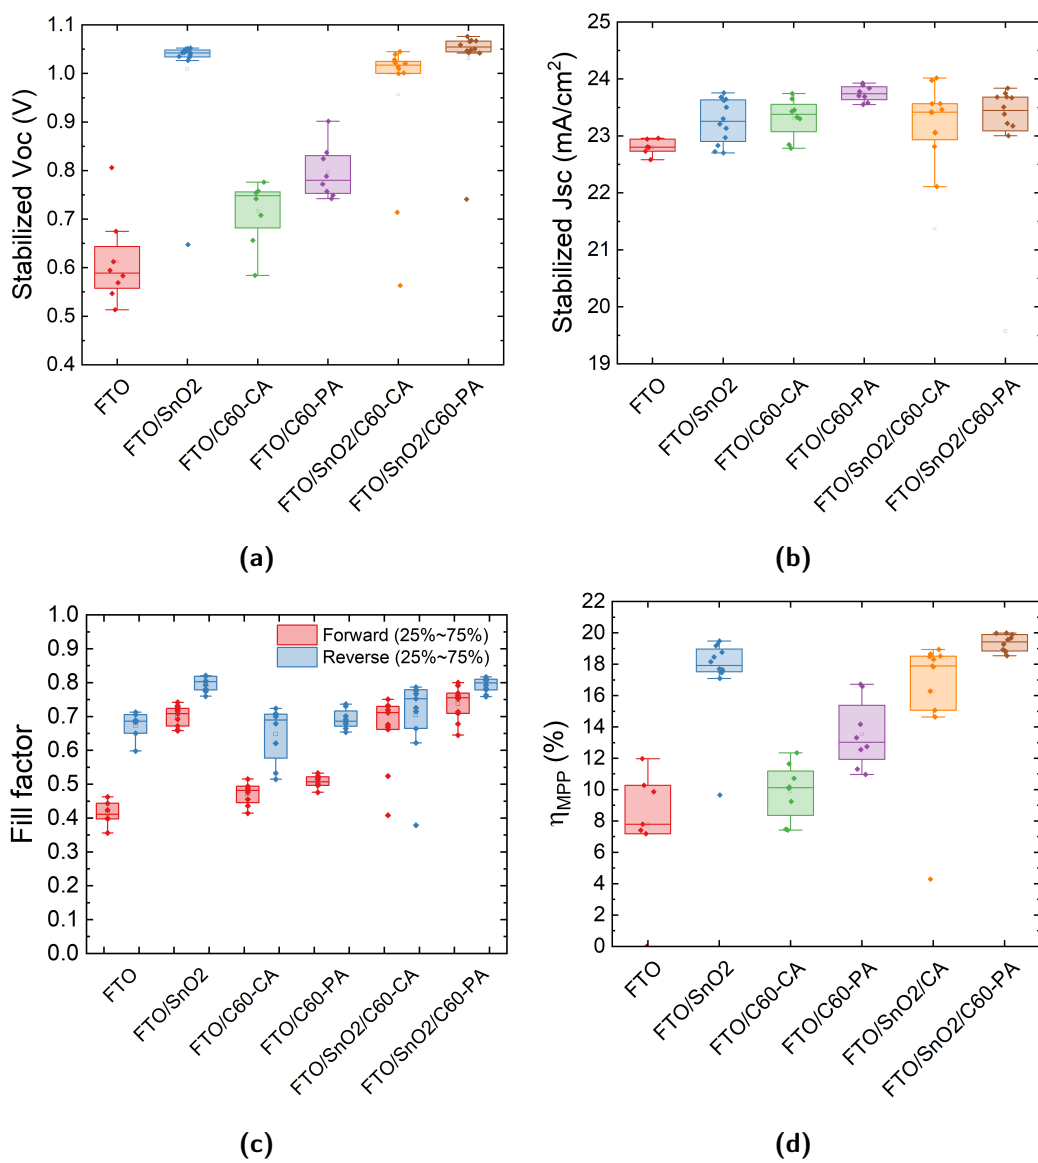 Stabilized Voc (V)
1.1
1.0
0.9
0.8
0.7
0.6
0.5
0.4
FTO
FTO/SnO2
FTO/C60-CA
FTO/C60-PA
FTO/SnO2/C60-CA
FTO/SnO2/C60-PA
(a)
Stabilized Jsc (mA/cm²)
25
24
23
22
21
20
19
FTO
FTO/SnO2
FTO/C60-CA
FTO/C60-PA
FTO/SnO2/C60-CA
FTO/SnO2/C60-PA
(b)
Fill factor
1.0
0.9
0.8
0.7
0.6
0.5
0.4
0.3
0.2
0.1
0.0
Forward (25%~75%)
Reverse (25%~75%)
FTO
FTO/SnO2
FTO/C60-CA
FTO/C60-PA
FTO/SnO2/C60-CA
FTO/SnO2/C60-PA
(c)
ηMPP (%)
22
20
18
16
14
12
10
8
6
4
2
0
FTO
FTO/SnO2
FTO/C60-CA
FTO/C60-PA
FTO/SnO2/CA
FTO/SnO2/C60-PA
(d)